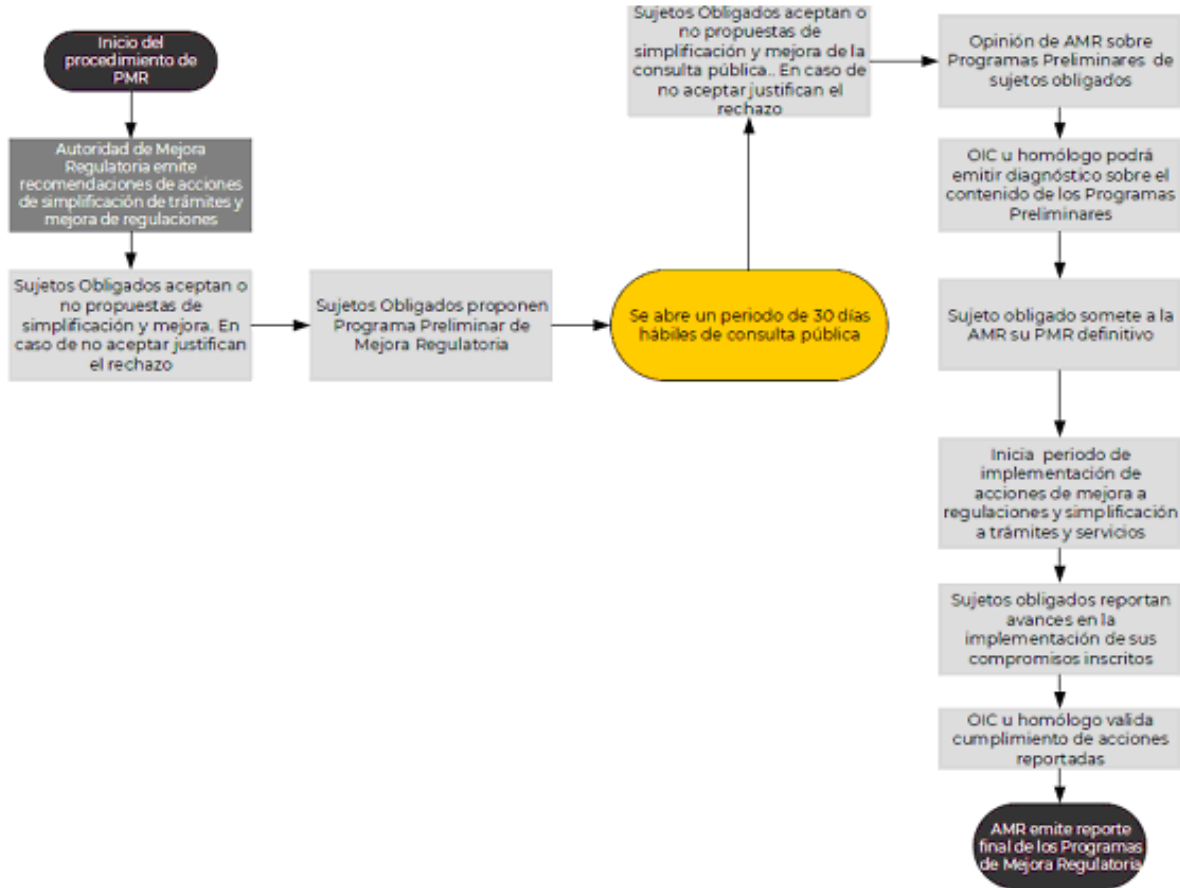 Inicio del
procedimiento de
PMR
Autoridad de Mejora
Regulatoria emite
recomendaciones de acciones
de simplificación de trámites y
mejora de regulaciones
Sujetos Obligados aceptan o
no propuestas de
simplificación y mejora. En
caso de no aceptar justifican
el rechazo
Sujetos Obligados proponen
Programa Preliminar de
Mejora Regulatoria
Se abre un periodo de 30 días
hábiles de consulta pública
Sujetos Obligados aceptan o
no propuestas de
simplificación y mejora de la
consulta pública.. En caso de
no aceptar justifican el
rechazo
Opinión de AMR sobre
Programas Preliminares de
sujetos obligados
OIC u homólogo podrá
emitir diagnóstico sobre el
contenido de los Programas
Preliminares
Sujeto obligado somete a la
AMR su PMR definitivo
Inicia periodo de
implementación de
acciones de mejora a
regulaciones y simplificación
a trámites y servicios
Sujetos obligados reportan
avances en la
implementación de sus
compromisos inscritos
OIC u homólogo valida
cumplimiento de acciones
reportadas
AMR emite reporte
final de los Programas
de Mejora Regulatoria